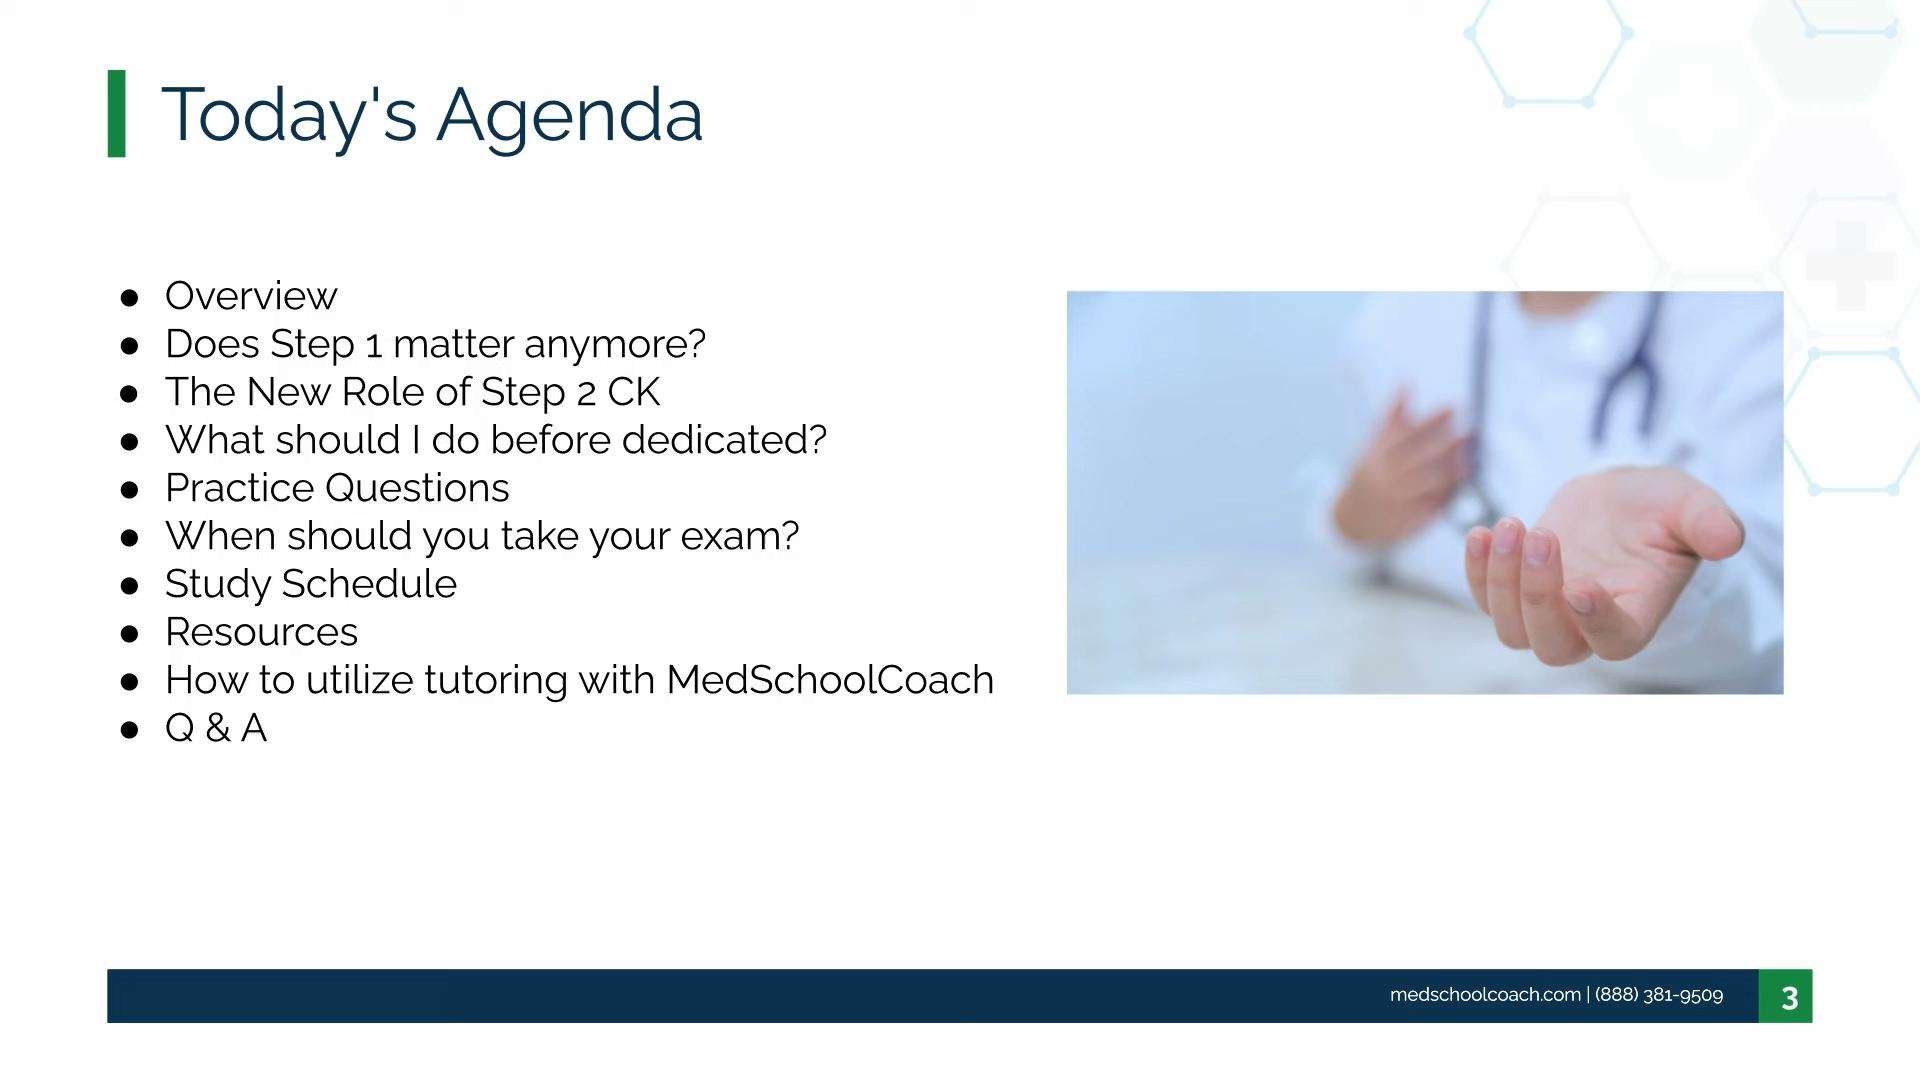 Today's Agenda
● Overview
● Does Step 1 matter anymore?
● The New Role of Step 2 CK
● What should I do before dedicated?
● Practice Questions
● When should you take your exam?
● Study Schedule
● Resources
● How to utilize tutoring with MedSchoolCoach
● Q & A
medschoolcoach.com | (888) 381-9509
3